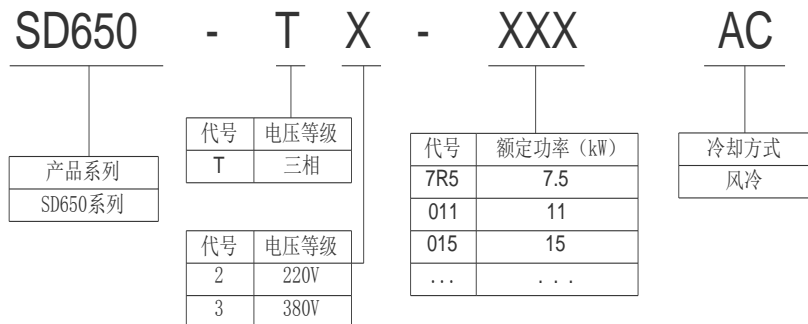 SD650 - T X - XXX AC
产品系列
SD650系列
代号 电压等级
T 三相
代号 电压等级
2 220V
3 380V
代号 额定功率（kW）
7R5 7.5
011 11
015 15
... ...
冷却方式
风冷